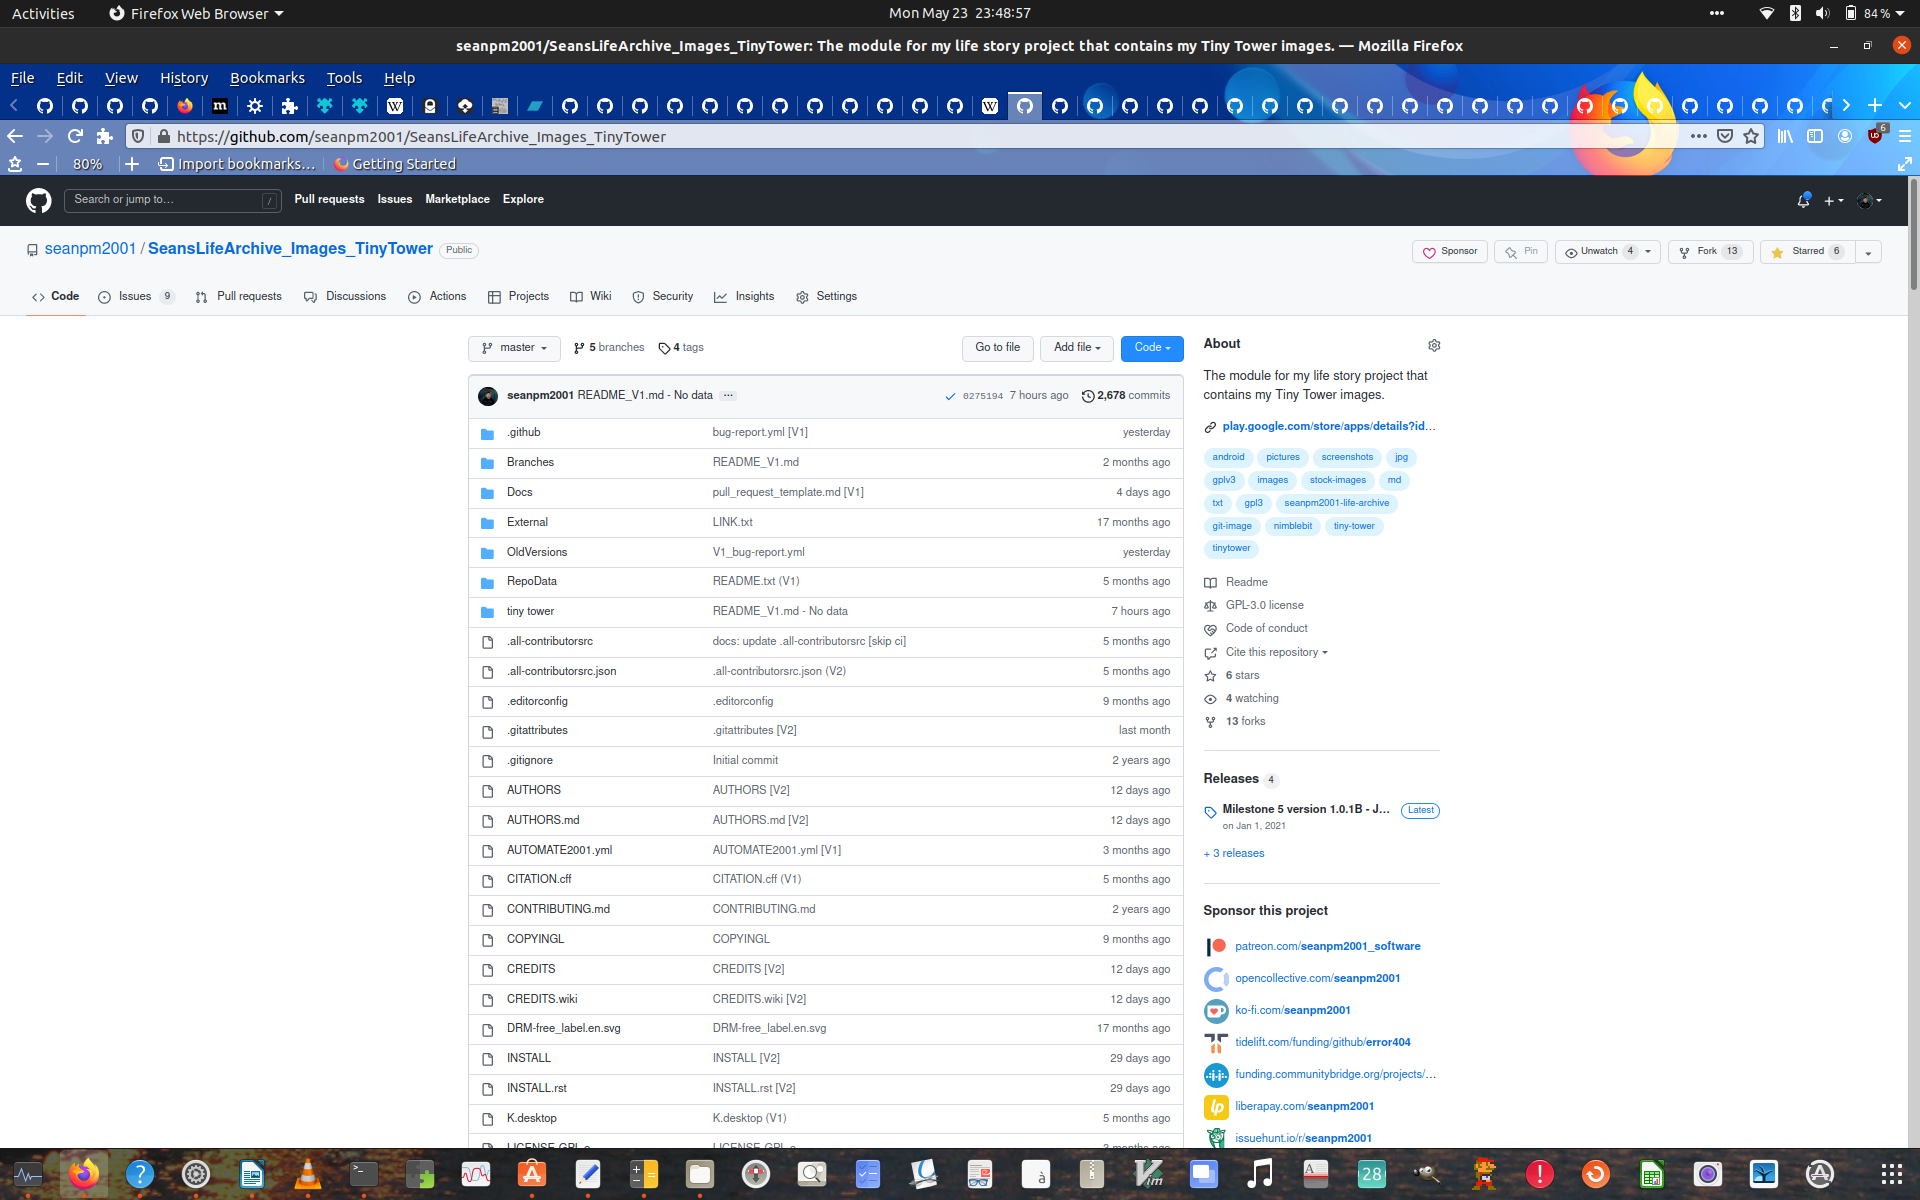 Activities
Firefox Web Browser
Mon May 23 23:48:57
84 %
seanpm2001/SeansLifeArchive_Images_TinyTower: The module for my life story project that contains my Tiny Tower images. — Mozilla Firefox
File Edit View History Bookmarks Tools Help
https://github.com/seanpm2001/SeansLifeArchive_Images_TinyTower
6
80%
Import bookmarks...
Getting Started
Search or jump to...
/
Pull requests Issues Marketplace Explore
seanpm2001 / SeansLifeArchive_Images_TinyTower
Public
Sponsor
Pin
Unwatch 4
Fork 13
Starred 6
Code
Issues 9
Pull requests
Discussions
Actions
Projects
Wiki
Security
Insights
Settings
master
5 branches
4 tags
Go to file
Add file
Code
seanpm2001 README_V1.md - No data ...
0275194 7 hours ago
2,678 commits
.github bug-report.yml [V1] yesterday
Branches README_V1.md 2 months ago
Docs pull_request_template.md [V1] 4 days ago
External LINK.txt 17 months ago
OldVersions V1_bug-report.yml yesterday
RepoData README.txt (V1) 5 months ago
tiny tower README_V1.md - No data 7 hours ago
.all-contributorsrc docs: update .all-contributorsrc [skip ci] 5 months ago
.all-contributorsrc.json .all-contributorsrc.json (V2) 5 months ago
.editorconfig .editorconfig 9 months ago
.gitattributes .gitattributes [V2] last month
.gitignore Initial commit 2 years ago
AUTHORS AUTHORS [V2] 12 days ago
AUTHORS.md AUTHORS.md [V2] 12 days ago
AUTOMATE2001.yml AUTOMATE2001.yml [V1] 3 months ago
CITATION.cff CITATION.cff (V1) 5 months ago
CONTRIBUTING.md CONTRIBUTING.md 2 years ago
COPYINGL COPYINGL 9 months ago
CREDITS CREDITS [V2] 12 days ago
CREDITS.wiki CREDITS.wiki [V2] 12 days ago
DRM-free_label.en.svg DRM-free_label.en.svg 17 months ago
INSTALL INSTALL [V2] 29 days ago
INSTALL.rst INSTALL.rst [V2] 29 days ago
K.desktop K.desktop (V1) 5 months ago
About
The module for my life story project that
contains my Tiny Tower images.
play.google.com/store/apps/details?id...
android pictures screenshots jpg
gplv3 images stock-images md
txt gpl3 seanpm2001-life-archive
git-image nimblebit tiny-tower
tinytower
Readme
GPL-3.0 license
Code of conduct
Cite this repository
6 stars
4 watching
13 forks
Releases 4
Milestone 5 version 1.0.1B - J... Latest
on Jan 1, 2021
+ 3 releases
Sponsor this project
patreon.com/seanpm2001_software
opencollective.com/seanpm2001
ko-fi.com/seanpm2001
tidelift.com/funding/github/error404
funding.communitybridge.org/projects/...
liberapay.com/seanpm2001
issuehunt.io/r/seanpm2001
28